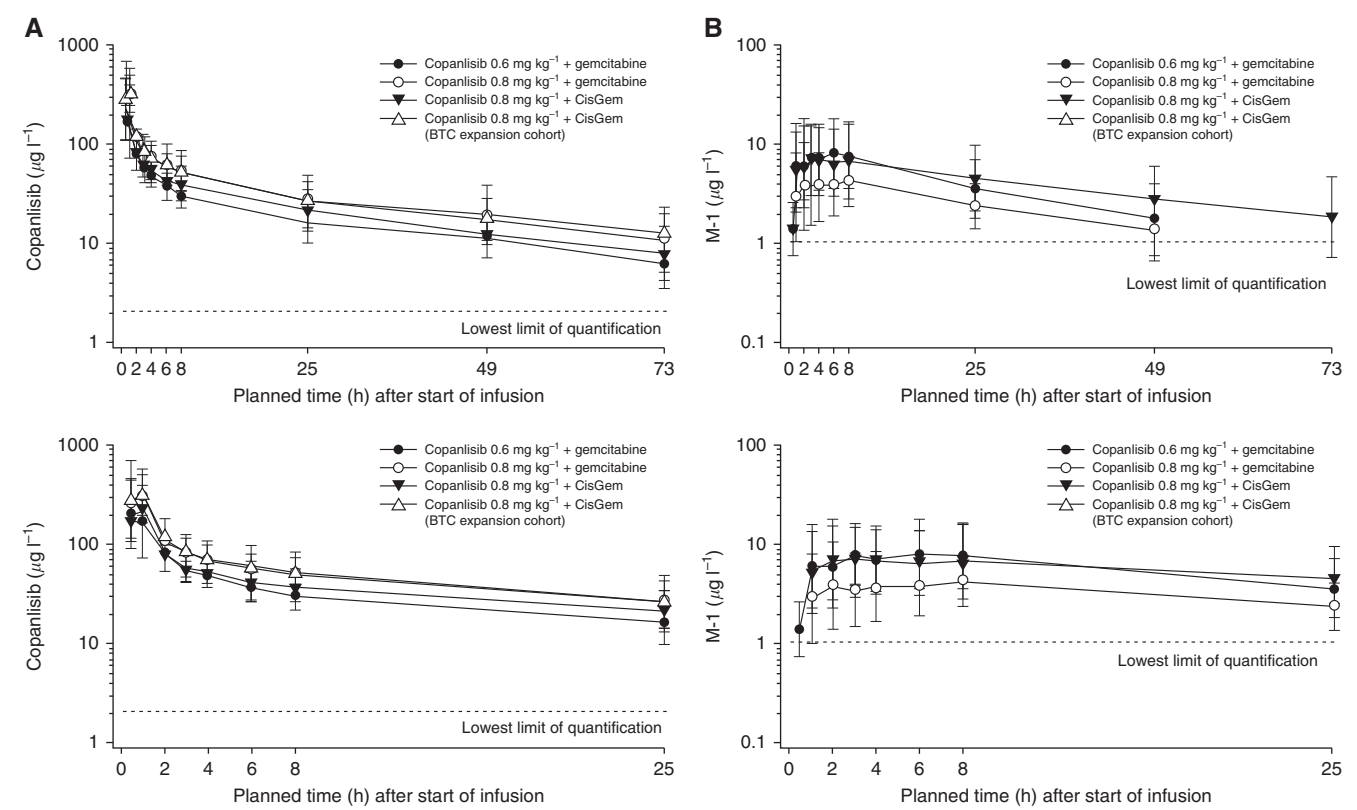 A
1000
100
10
1
Copanlisib (µg l⁻¹)
Copanlisib 0.6 mg kg⁻¹ + gemcitabine
Copanlisib 0.8 mg kg⁻¹ + gemcitabine
Copanlisib 0.8 mg kg⁻¹ + CisGem
Copanlisib 0.8 mg kg⁻¹ + CisGem
(BTC expansion cohort)
Lowest limit of quantification
0 2 4 6 8 25 49 73
Planned time (h) after start of infusion
B
100
10
1
0.1
M-1 (µg l⁻¹)
Copanlisib 0.6 mg kg⁻¹ + gemcitabine
Copanlisib 0.8 mg kg⁻¹ + gemcitabine
Copanlisib 0.8 mg kg⁻¹ + CisGem
Copanlisib 0.8 mg kg⁻¹ + CisGem
(BTC expansion cohort)
Lowest limit of quantification
0 2 4 6 8 25 49 73
Planned time (h) after start of infusion
1000
100
10
1
Copanlisib (µg l⁻¹)
Copanlisib 0.6 mg kg⁻¹ + gemcitabine
Copanlisib 0.8 mg kg⁻¹ + gemcitabine
Copanlisib 0.8 mg kg⁻¹ + CisGem
Copanlisib 0.8 mg kg⁻¹ + CisGem
(BTC expansion cohort)
Lowest limit of quantification
0 2 4 6 8 25
Planned time (h) after start of infusion
100
10
1
0.1
M-1 (µg l⁻¹)
Copanlisib 0.6 mg kg⁻¹ + gemcitabine
Copanlisib 0.8 mg kg⁻¹ + gemcitabine
Copanlisib 0.8 mg kg⁻¹ + CisGem
Copanlisib 0.8 mg kg⁻¹ + CisGem
(BTC expansion cohort)
Lowest limit of quantification
0 2 4 6 8 25
Planned time (h) after start of infusion